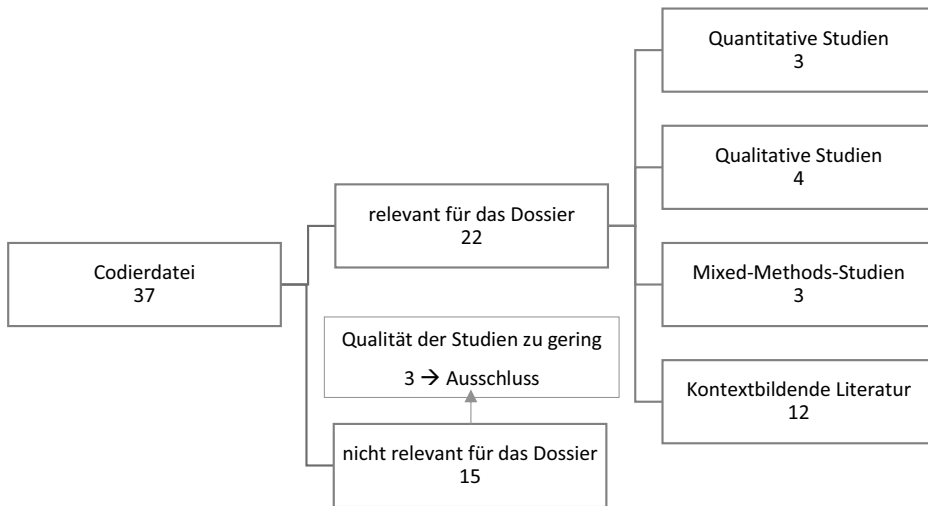 Codierdatei
37
relevant für das Dossier
22
Qualität der Studien zu gering
3 → Ausschluss
nicht relevant für das Dossier
15
Quantitative Studien
3
Qualitative Studien
4
Mixed-Methods-Studien
3
Kontextbildende Literatur
12